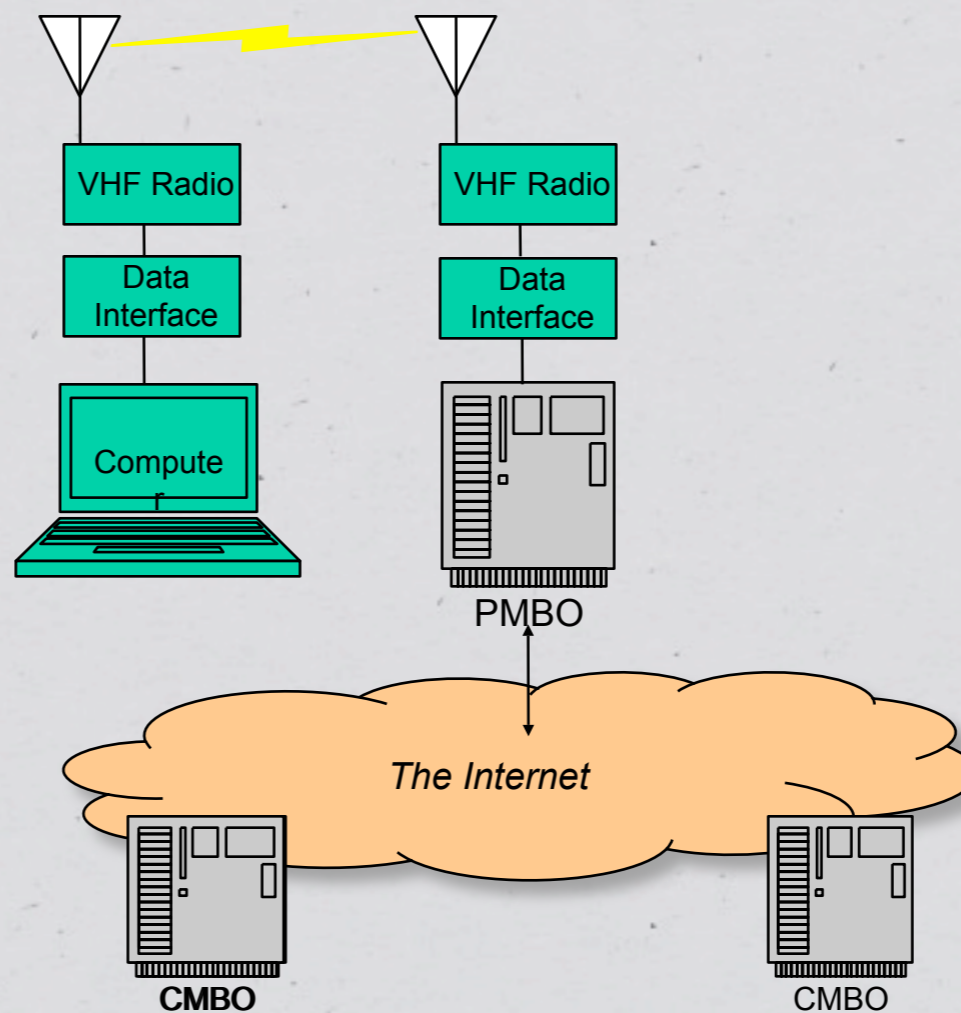 VHF Radio
VHF Radio
Data
Interface
Data
Interface
Compute
r
PMBO
The Internet
CMBO
CMBO